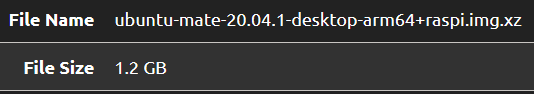 File Name ubuntu-mate-20.04.1-desktop-arm64+raspi.img.xz
File Size 1.2 GB